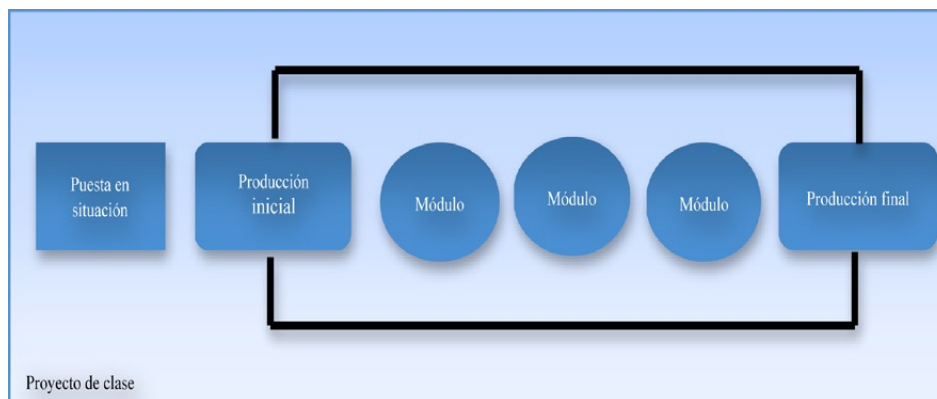 Puesta en
situación
Producción
inicial
Módulo
Módulo
Módulo
Producción final
Proyecto de clase